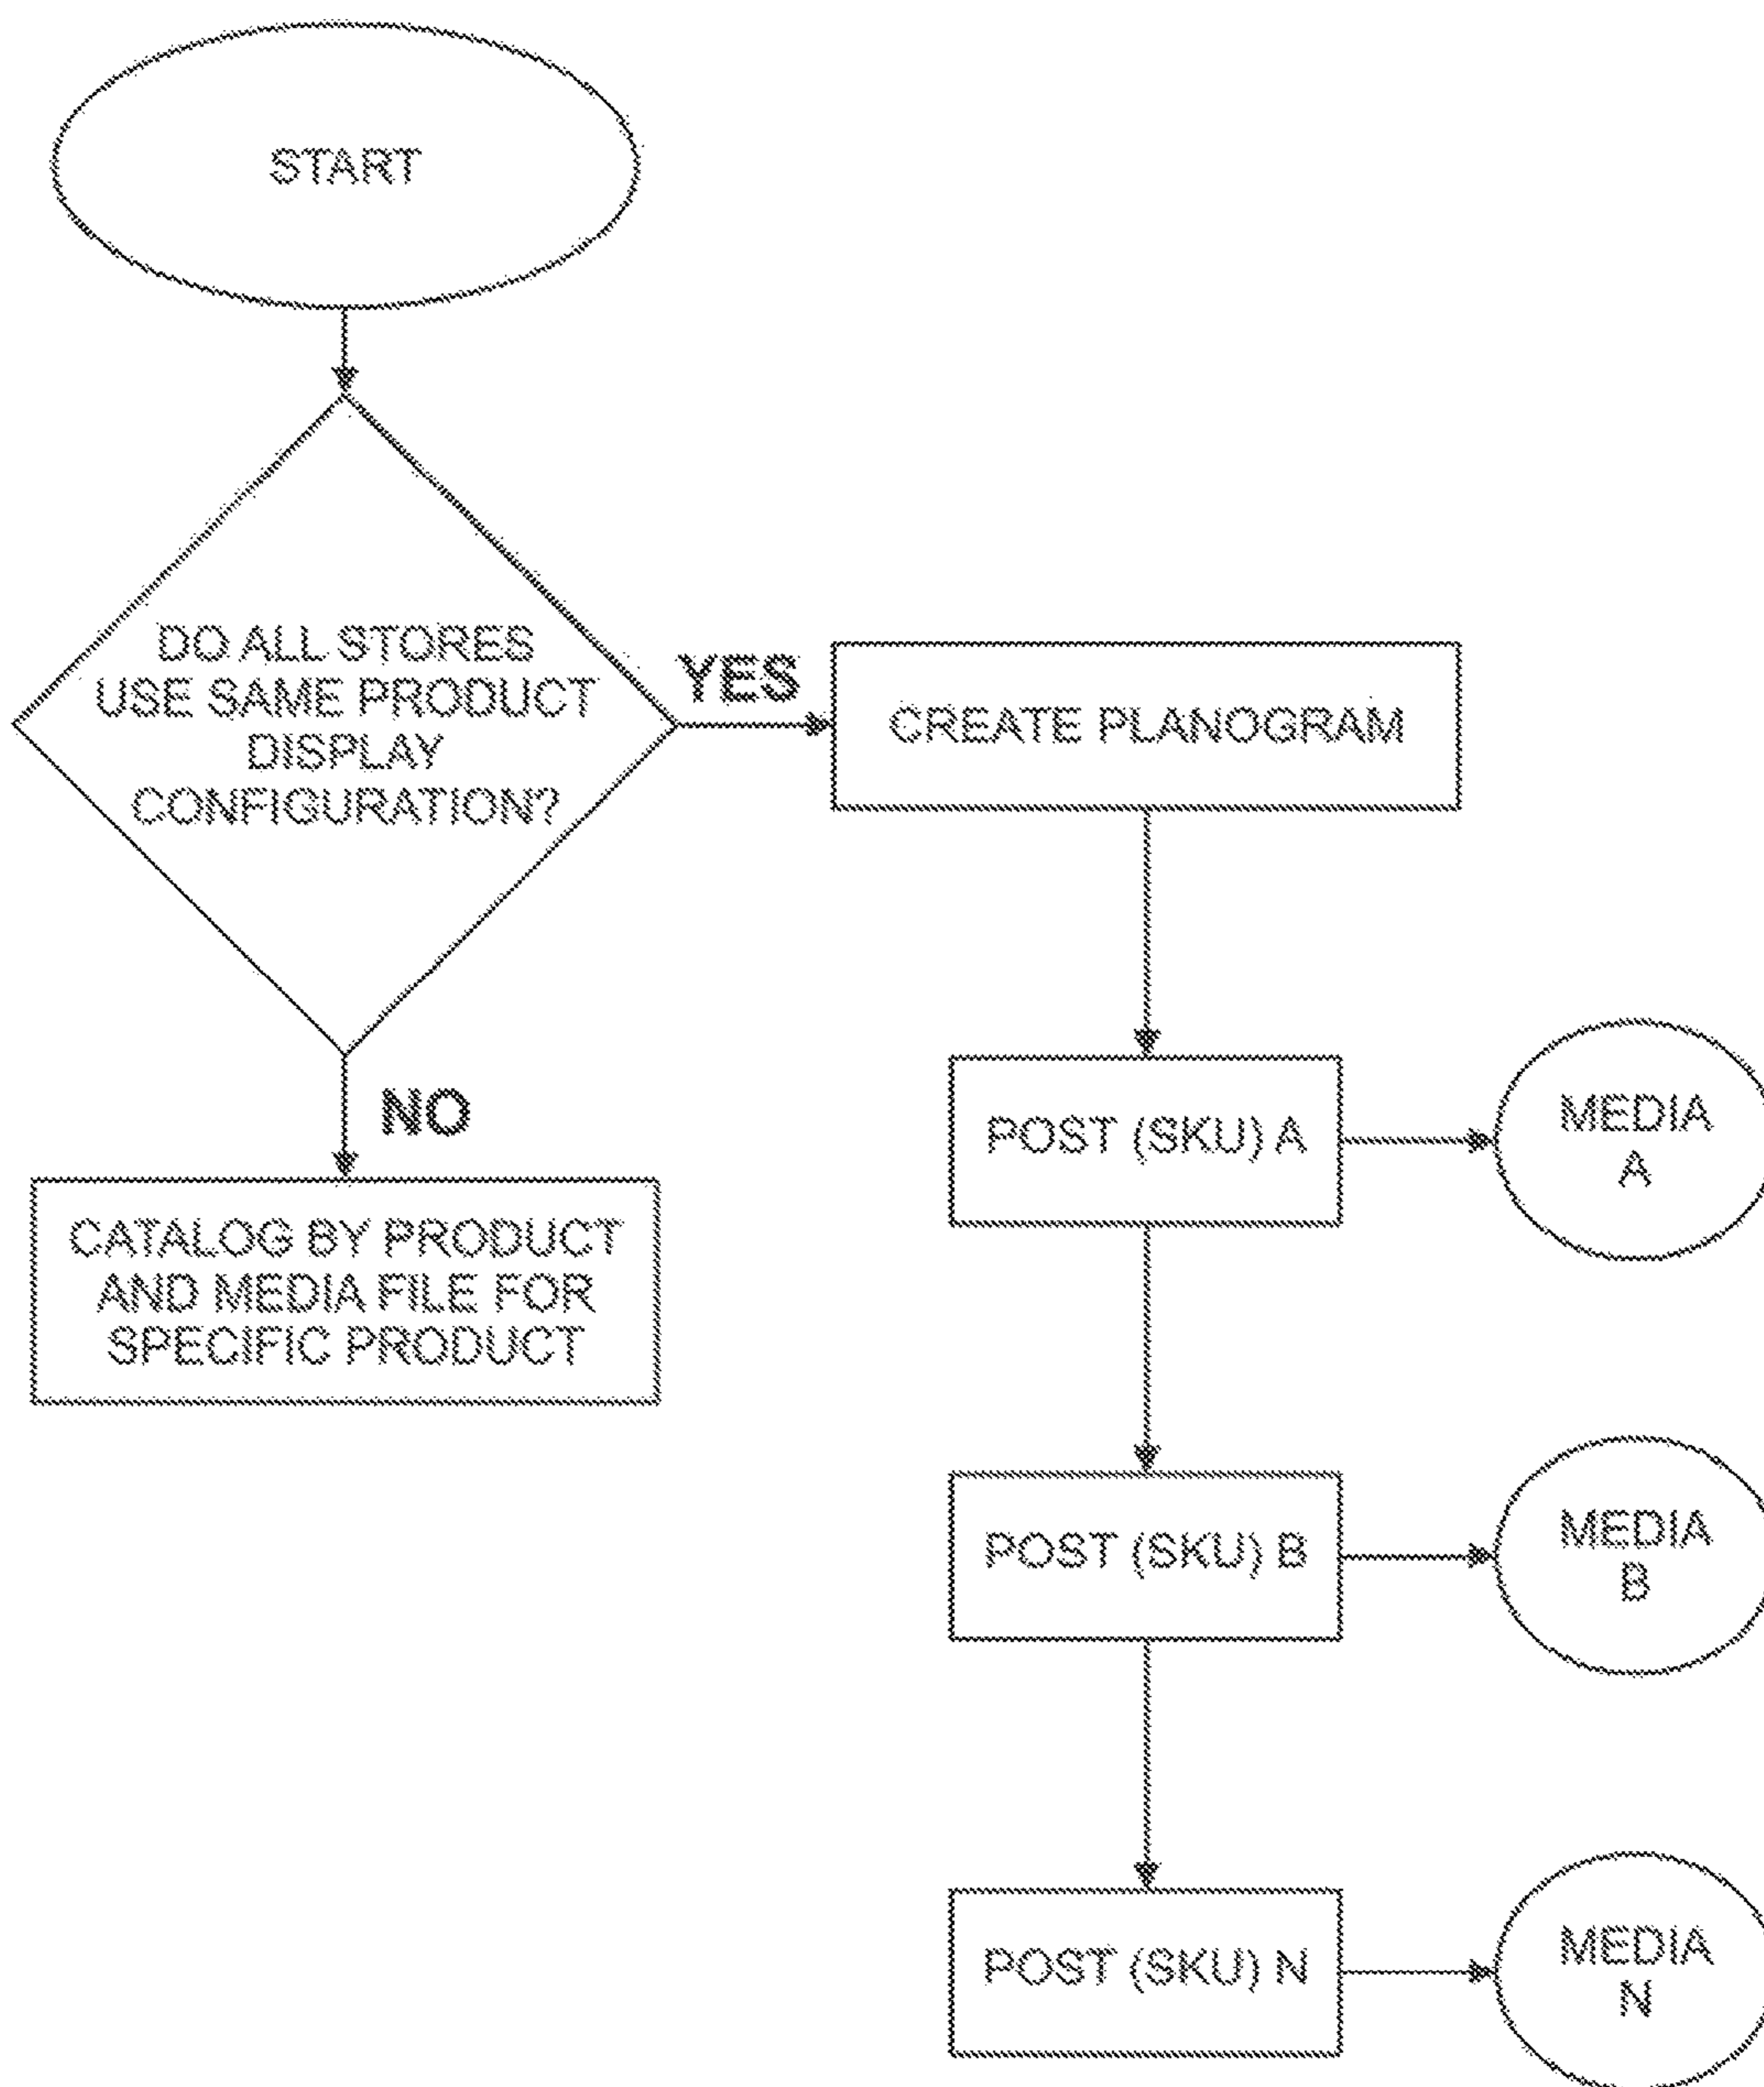 START
DO ALL STORES
USE SAME PRODUCT
DISPLAY
CONFIGURATION?
YES
CREATE PLANOGRAM
NO
CATALOG BY PRODUCT
AND MEDIA FILE FOR
SPECIFIC PRODUCT
POST (SKU) A
MEDIA
A
POST (SKU) B
MEDIA
B
POST (SKU) N
MEDIA
N